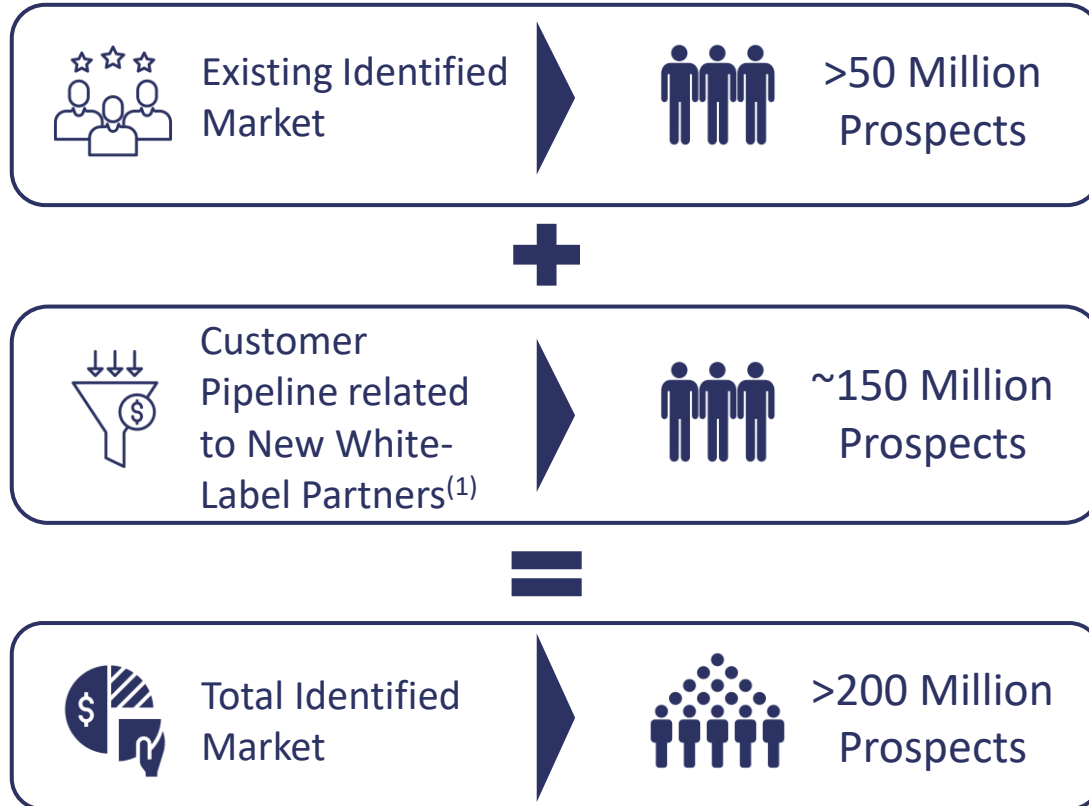 Existing Identified
Market
>50 Million
Prospects
Customer
Pipeline related
to New White-
Label Partners(1)
~150 Million
Prospects
$
Total Identified
Market
$
>200 Million
Prospects